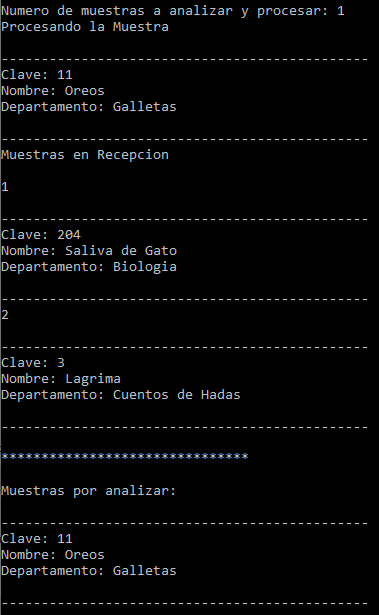 Numero de muestras a analizar y procesar: 1
Procesando la Muestra
----------------------------------------------
Clave: 11
Nombre: Oreos
Departamento: Galletas
----------------------------------------------
Muestras en Recepcion
1
----------------------------------------------
Clave: 204
Nombre: Saliva de Gato
Departamento: Biologia
----------------------------------------------
2
----------------------------------------------
Clave: 3
Nombre: Lagrima
Departamento: Cuentos de Hadas
----------------------------------------------
*******************************
Muestras por analizar:
----------------------------------------------
Clave: 11
Nombre: Oreos
Departamento: Galletas
----------------------------------------------